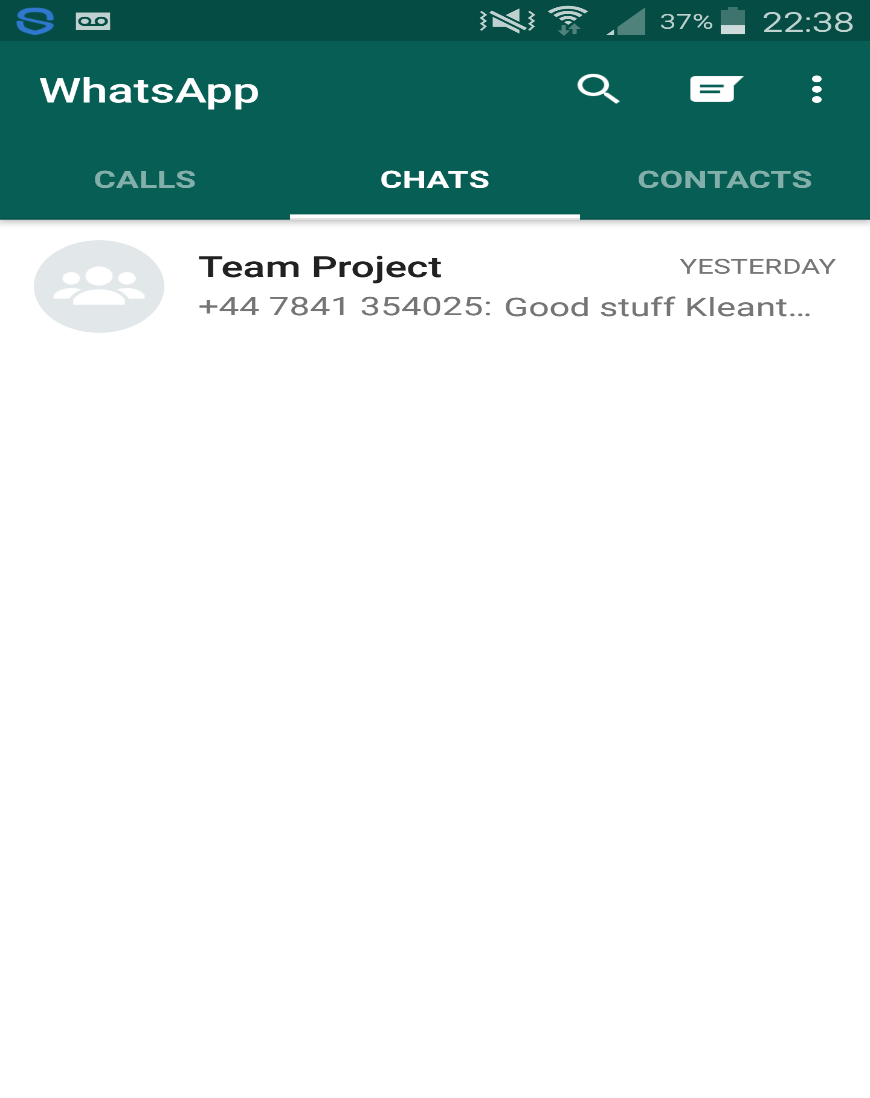 37% 22:38
WhatsApp
CALLS CHATS CONTACTS
Team Project YESTERDAY
+44 7841 354025: Good stuff Kleant...